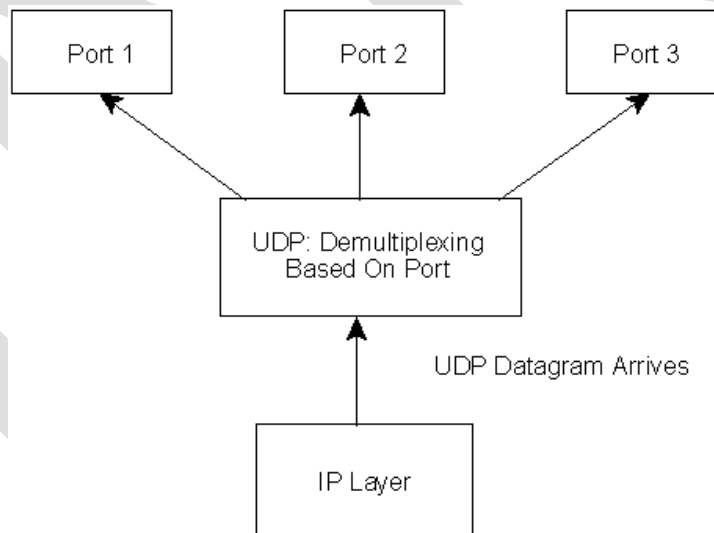 Port 1
Port 2
Port 3
UDP: Demultiplexing
Based On Port
UDP Datagram Arrives
IP Layer